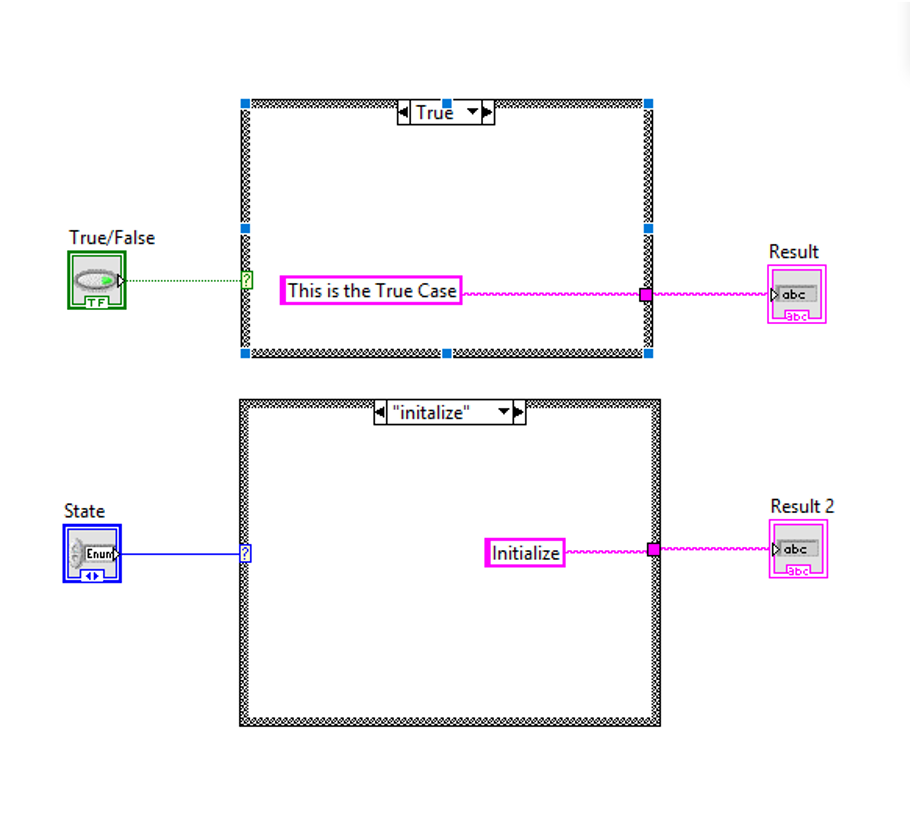 True
True/False
TF
?
This is the True Case
Result
abc
abc
"initalize"
State
Enum
?
Initialize
Result 2
abc
abc